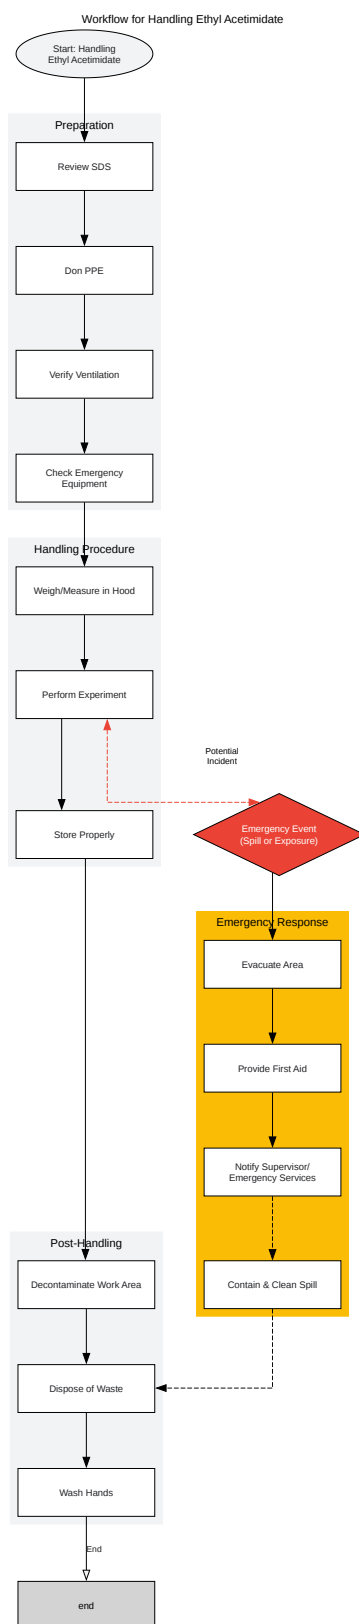 Workflow for Handling Ethyl Acetimidate
Start: Handling
Ethyl Acetimidate
Preparation
Review SDS
Don PPE
Verify Ventilation
Check Emergency
Equipment
Handling Procedure
Weigh/Measure in Hood
Perform Experiment
Potential
Incident
Store Properly
Emergency Event
(Spill or Exposure)
Emergency Response
Evacuate Area
Provide First Aid
Notify Supervisor/
Emergency Services
Contain & Clean Spill
Post-Handling
Decontaminate Work Area
Dispose of Waste
Wash Hands
End
end